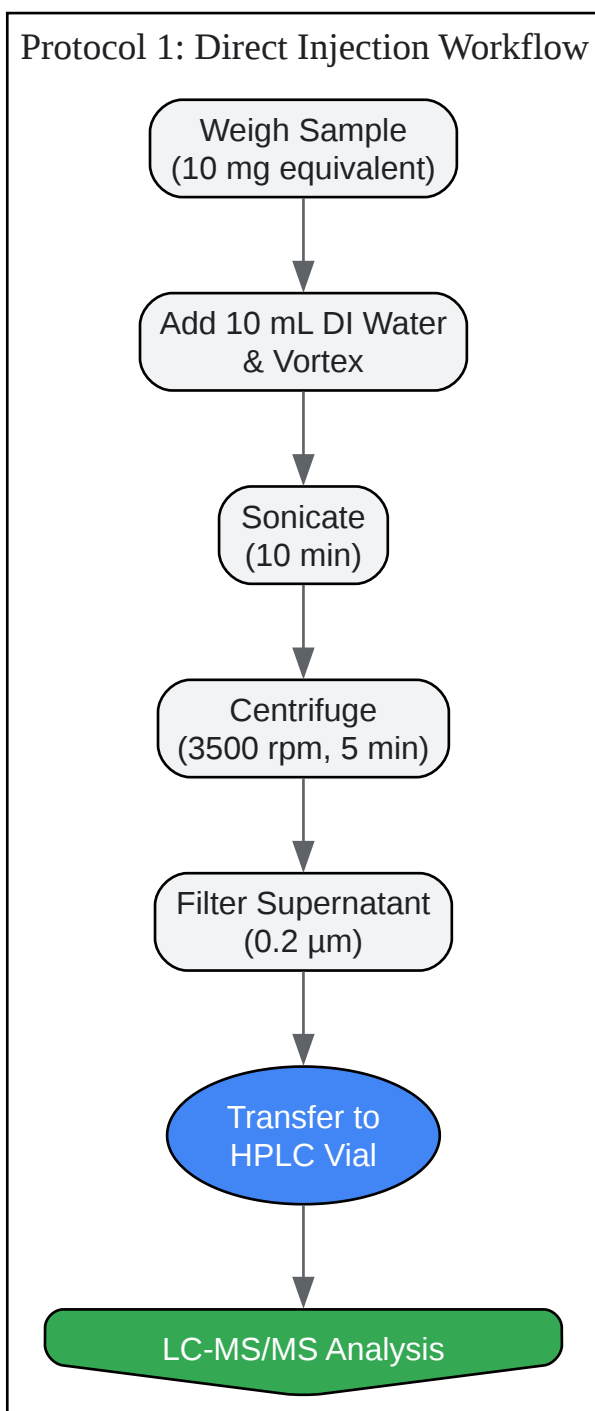 Protocol 1: Direct Injection Workflow
Weigh Sample
(10 mg equivalent)
Add 10 mL DI Water
& Vortex
Sonicate
(10 min)
Centrifuge
(3500 rpm, 5 min)
Filter Supernatant
(0.2 µm)
Transfer to
HPLC Vial
LC-MS/MS Analysis